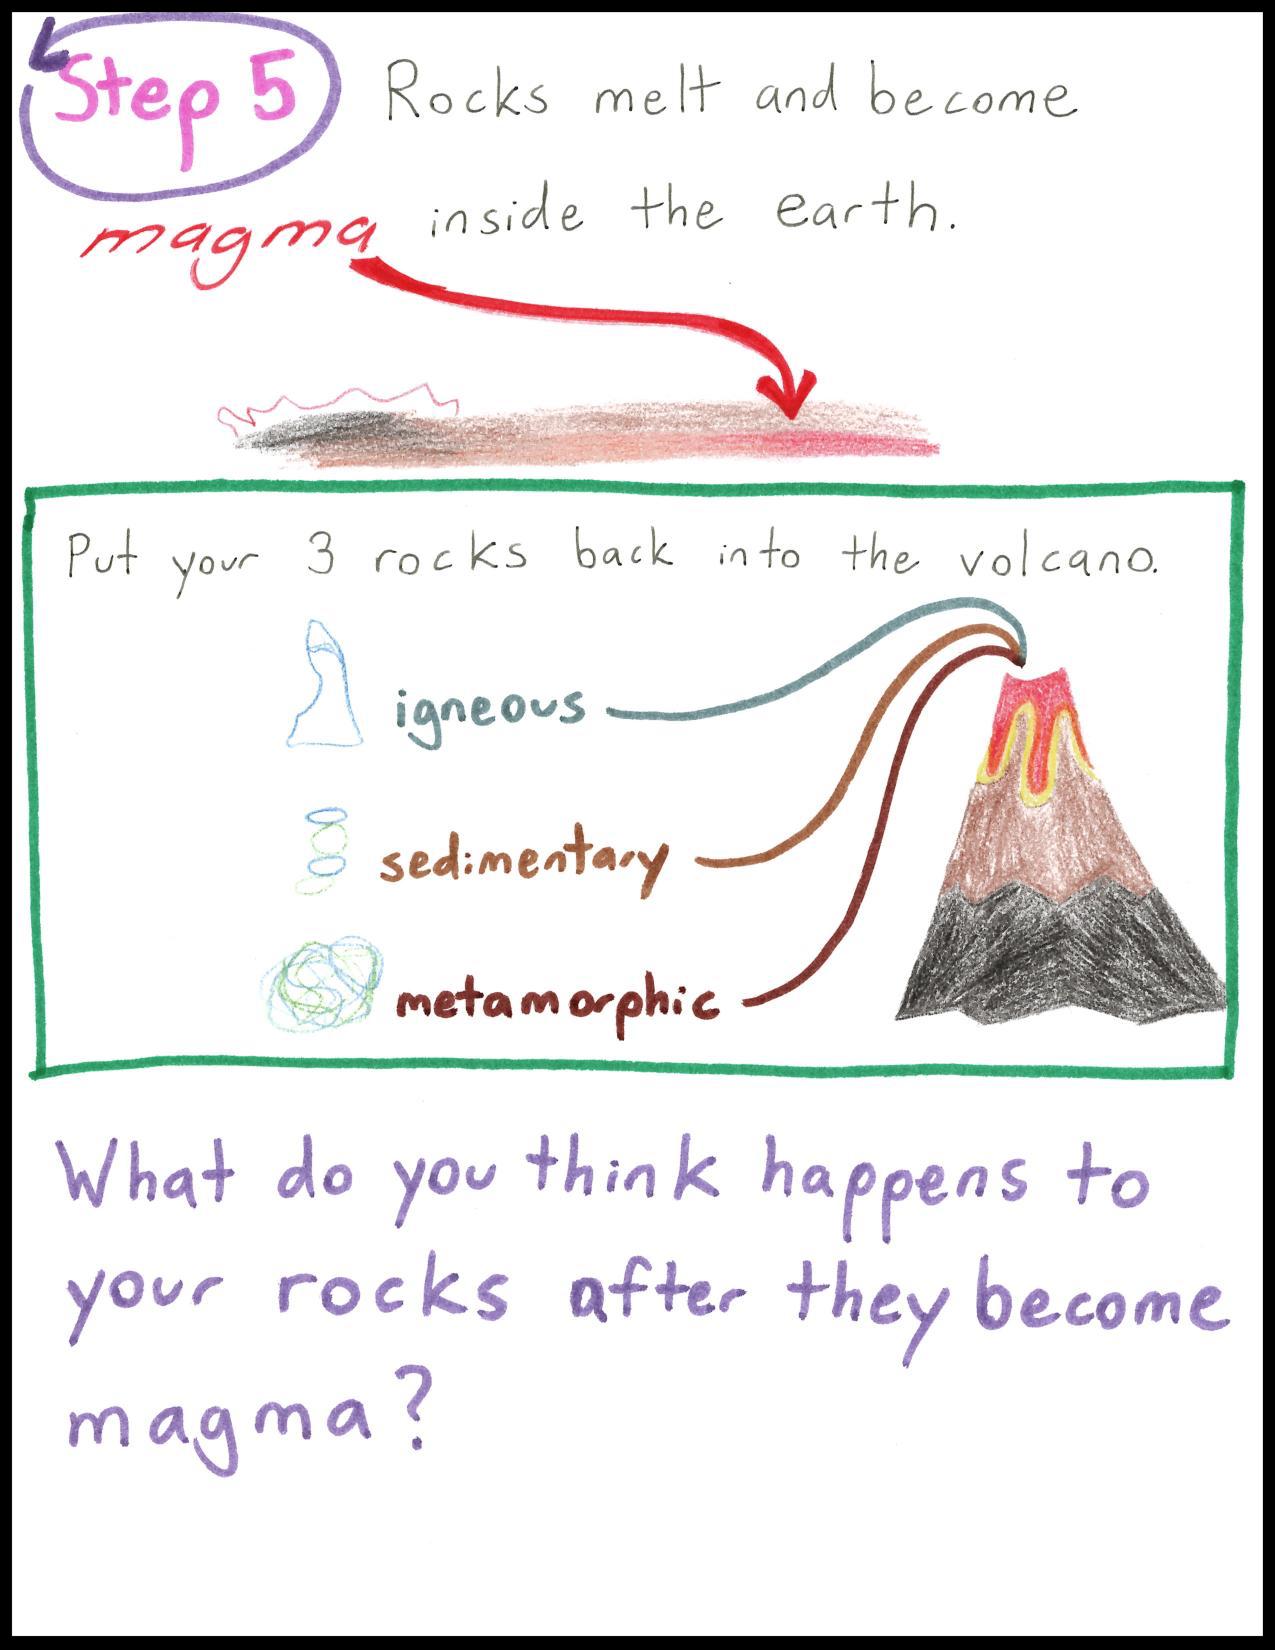 Step 5 Rocks melt and become
magma inside the earth.
Put your 3 rocks back into the volcano.
igneous
sedimentary
metamorphic
What do you think happens to
your rocks after they become
magma?